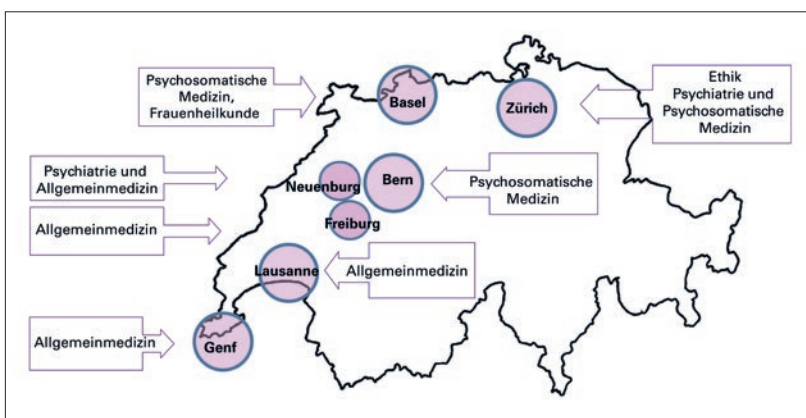 Psychosomatische
Medizin,
Frauenheilkunde
Basel
Zürich
Ethik
Psychiatrie und
Psychosomatische
Medizin
Psychiatrie und
Allgemeinmedizin
Neuenburg
Bern
Psychosomatische
Medizin
Allgemeinmedizin
Freiburg
Lausanne
Allgemeinmedizin
Allgemeinmedizin
Genf